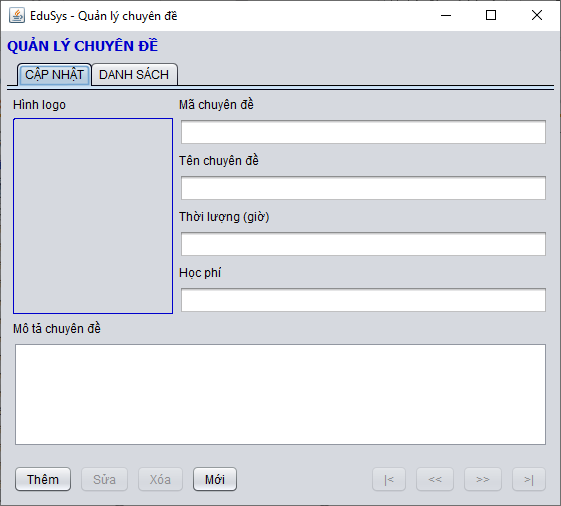 EduSys - Quản lý chuyên đề
QUẢN LÝ CHUYÊN ĐỀ
CẬP NHẬT DANH SÁCH
Hình logo
Mã chuyên đề
Tên chuyên đề
Thời lượng (giờ)
Học phí
Mô tả chuyên đề
Thêm Sửa Xóa Mới |< << >> >|